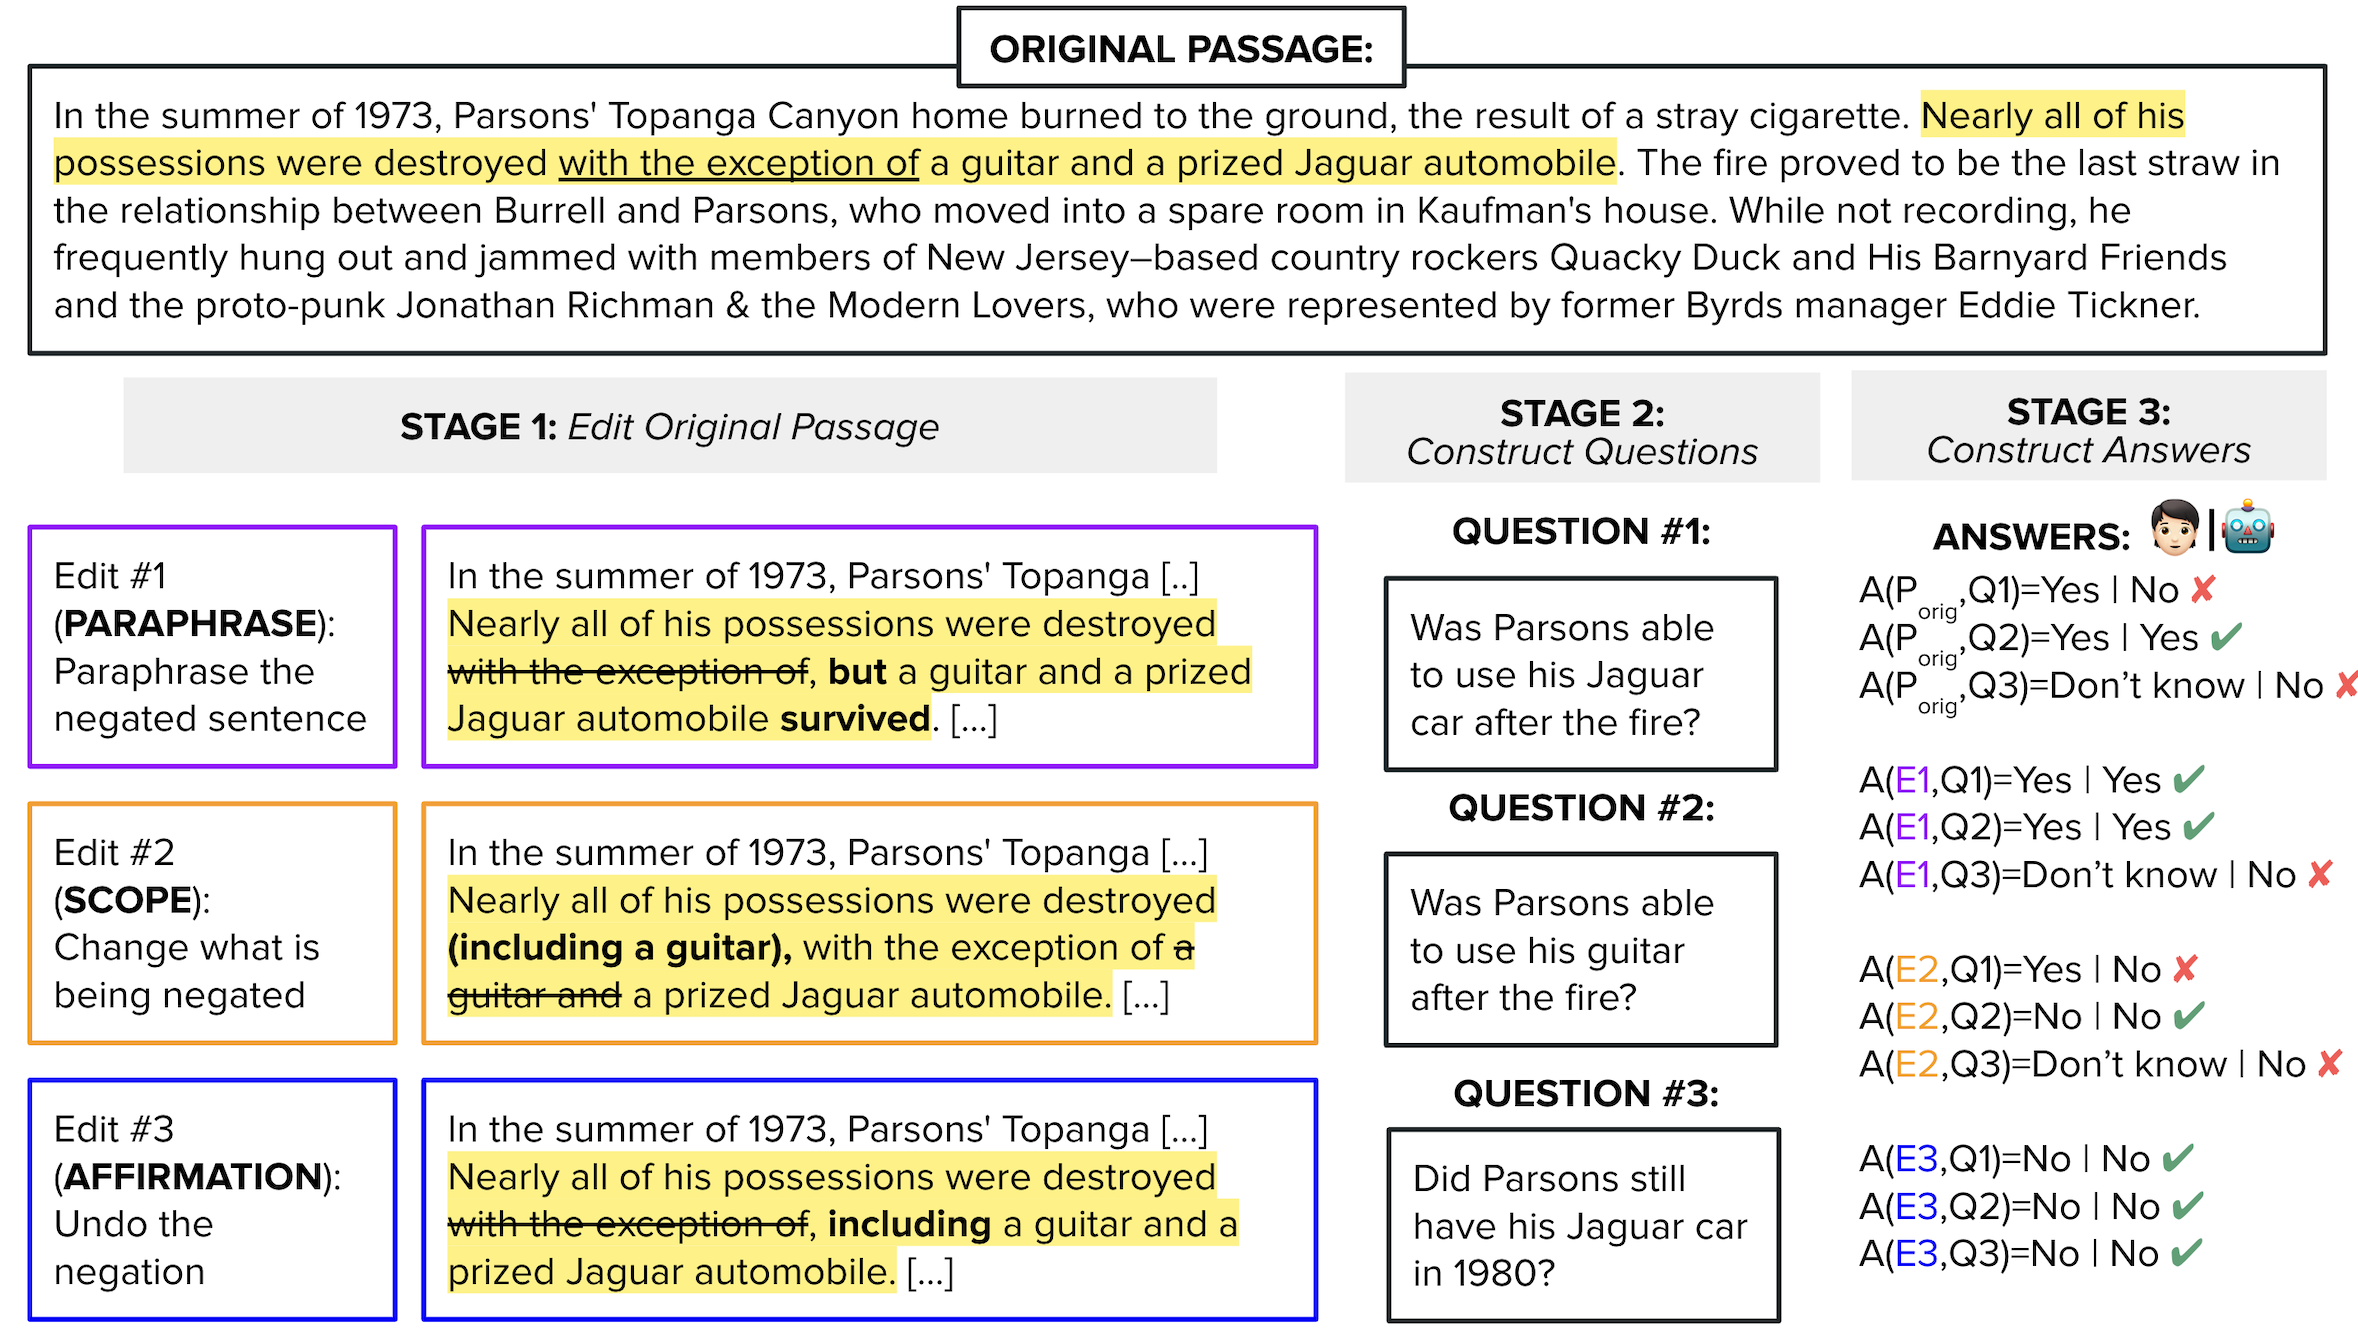 ORIGINAL PASSAGE:
In the summer of 1973, Parsons' Topanga Canyon home burned to the ground, the result of a stray cigarette. Nearly all of his
possessions were destroyed with the exception of a guitar and a prized Jaguar automobile. The fire proved to be the last straw in
the relationship between Burrell and Parsons, who moved into a spare room in Kaufman's house. While not recording, he
frequently hung out and jammed with members of New Jersey–based country rockers Quacky Duck and His Barnyard Friends
and the proto-punk Jonathan Richman & the Modern Lovers, who were represented by former Byrds manager Eddie Tickner.
STAGE 1: Edit Original Passage
Edit #1
(PARAPHRASE):
Paraphrase the
negated sentence
In the summer of 1973, Parsons' Topanga [..]
Nearly all of his possessions were destroyed
with the exception of, but a guitar and a prized
Jaguar automobile survived. [...]
Edit #2
(SCOPE):
Change what is
being negated
In the summer of 1973, Parsons' Topanga [...]
Nearly all of his possessions were destroyed
(including a guitar), with the exception of a
guitar and a prized Jaguar automobile. [...]
Edit #3
(AFFIRMATION):
Undo the
negation
In the summer of 1973, Parsons' Topanga [...]
Nearly all of his possessions were destroyed
with the exception of, including a guitar and a
prized Jaguar automobile. [...]
STAGE 2:
Construct Questions
QUESTION #1:
Was Parsons able
to use his Jaguar
car after the fire?
QUESTION #2:
Was Parsons able
to use his guitar
after the fire?
QUESTION #3:
Did Parsons still
have his Jaguar car
in 1980?
STAGE 3:
Construct Answers
ANSWERS: |
A(Porig,Q1)=Yes | No ✘
A(Porig,Q2)=Yes | Yes ✔
A(Porig,Q3)=Don't know | No ✘
A(E1,Q1)=Yes | Yes ✔
A(E1,Q2)=Yes | Yes ✔
A(E1,Q3)=Don't know | No ✘
A(E2,Q1)=Yes | No ✘
A(E2,Q2)=No | No ✔
A(E2,Q3)=Don't know | No ✘
A(E3,Q1)=No | No ✔
A(E3,Q2)=No | No ✔
A(E3,Q3)=No | No ✔